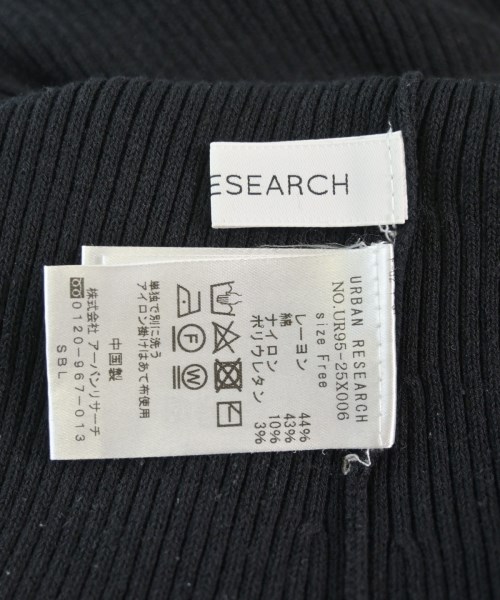 ESEARCH
URBAN RESEARCH
NO.UR95-25X006
size Free
レーヨン 44%
綿 43%
ナイロン 10%
ポリウレタン 3%
F W
単独で別に洗う
アイロン掛けはあて布使用
中国製
株式会社 アーバンリサーチ
0120-967-013
SBL